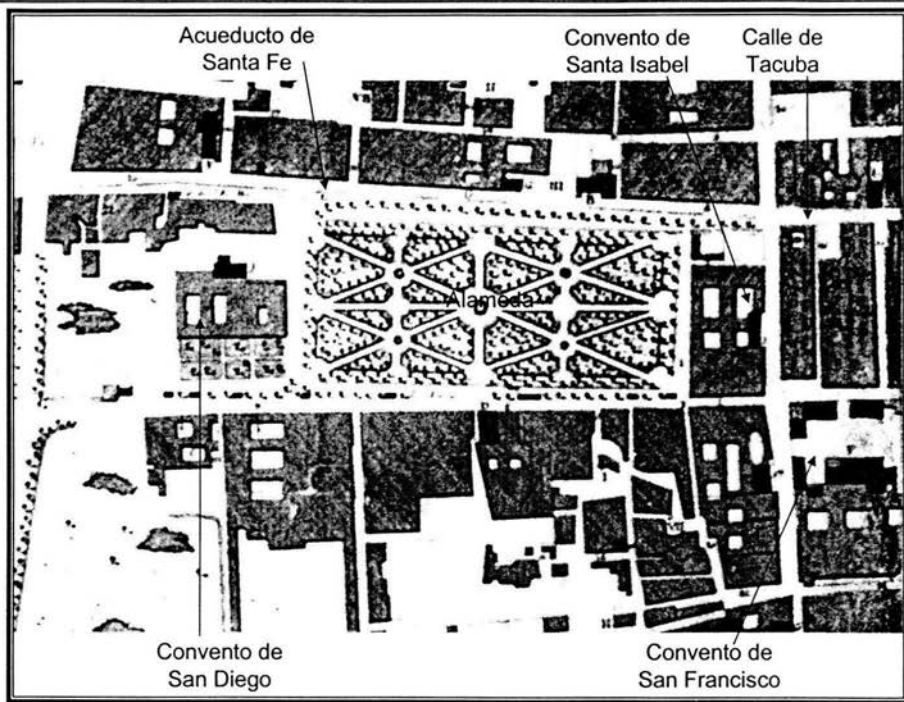 Acueducto de
Santa Fe
Convento de
Santa Isabel
Calle de
Tacuba
Alameda
Convento de
San Diego
Convento de
San Francisco